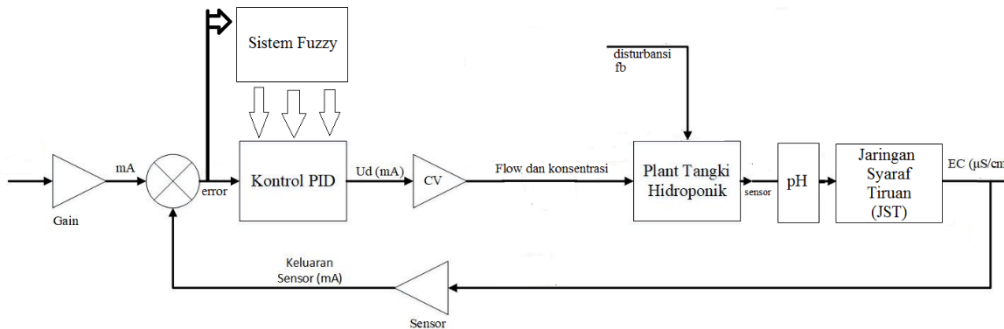 Sistem Fuzzy
disturbansi
fb
mA
error
Kontrol PID
Ud (mA)
CV
Flow dan konsentrasi
Plant Tangki
Hidroponik
sensor
pH
Jaringan
Syaraf
Tiruan
(JST)
EC (µS/cm
Gain
Keluaran
Sensor (mA)
Sensor